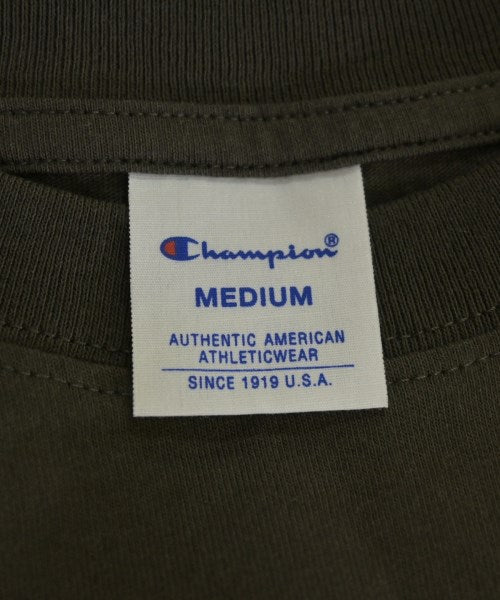 Champion®
MEDIUM
AUTHENTIC AMERICAN
ATHLETICWEAR
SINCE 1919 U.S.A.